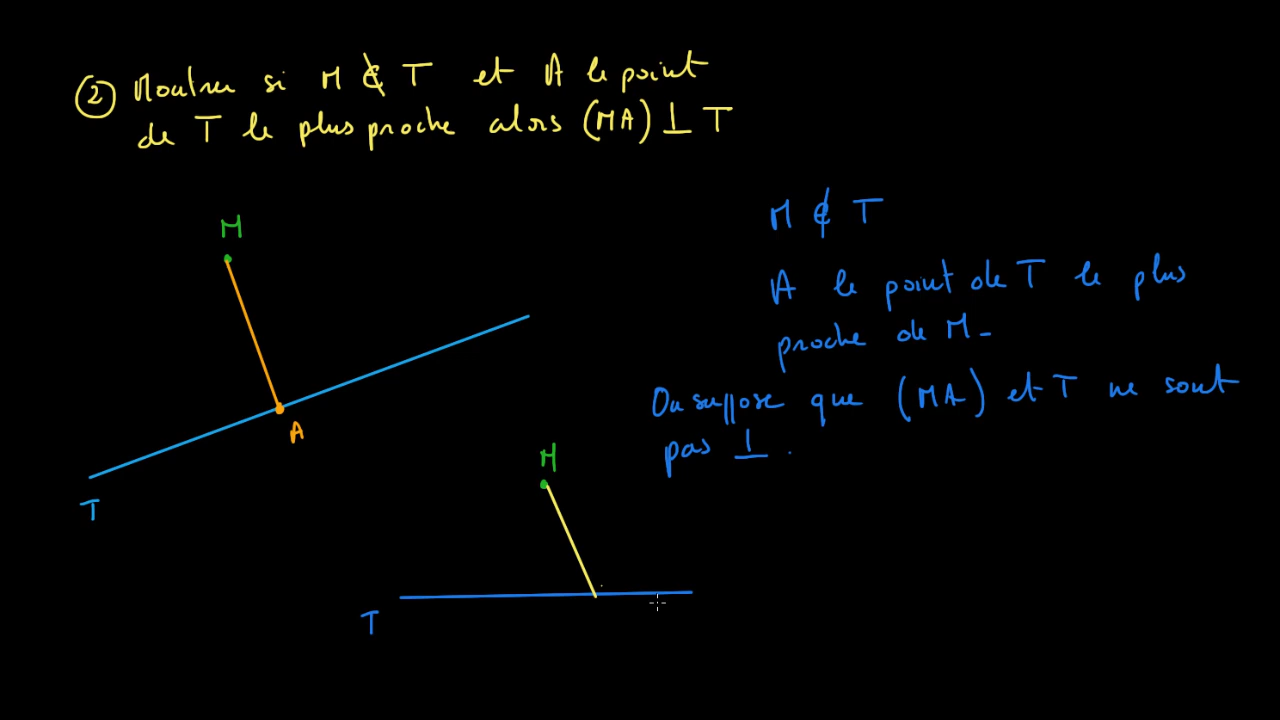 ② Montrer si M ∉ T et A le point
de T le plus proche alors (MA) ⊥ T
M ∉ T
A le point de T le plus
proche de M -
On suppose que (MA) et T ne sont
pas ⊥ .
M
A
T
M
T